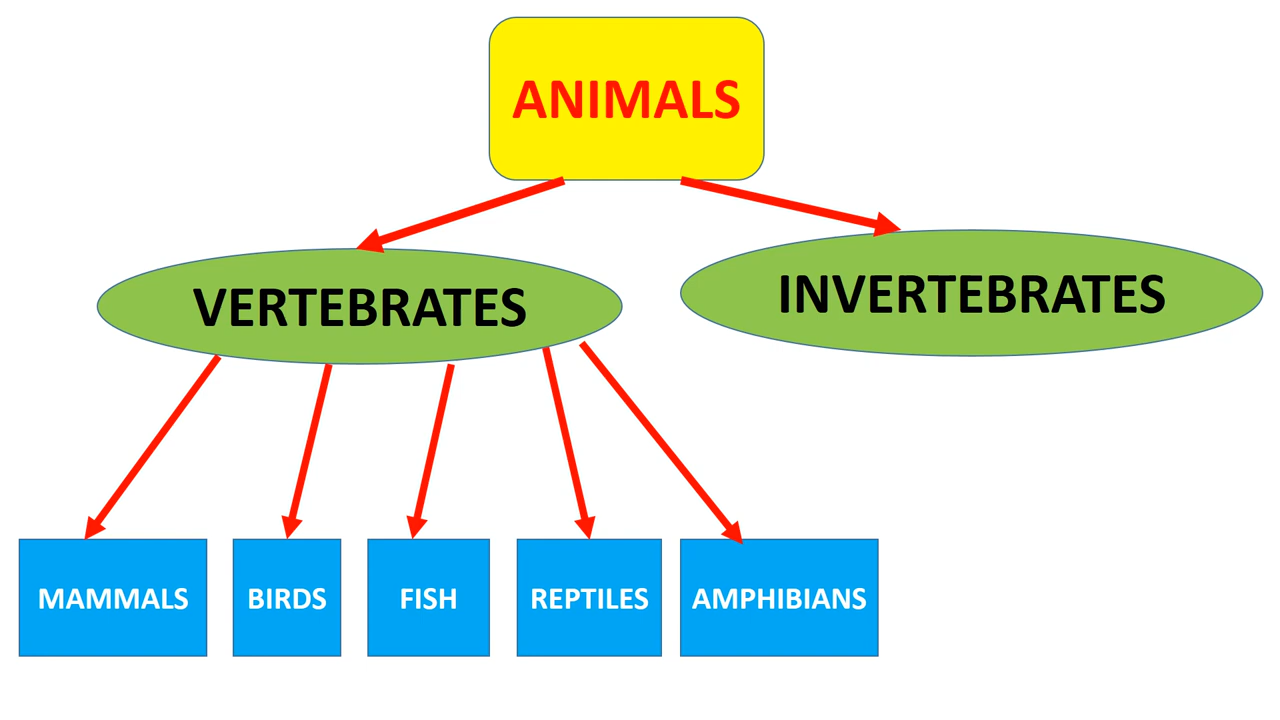 ANIMALS
VERTEBRATES
INVERTEBRATES
MAMMALS
BIRDS
FISH
REPTILES
AMPHIBIANS